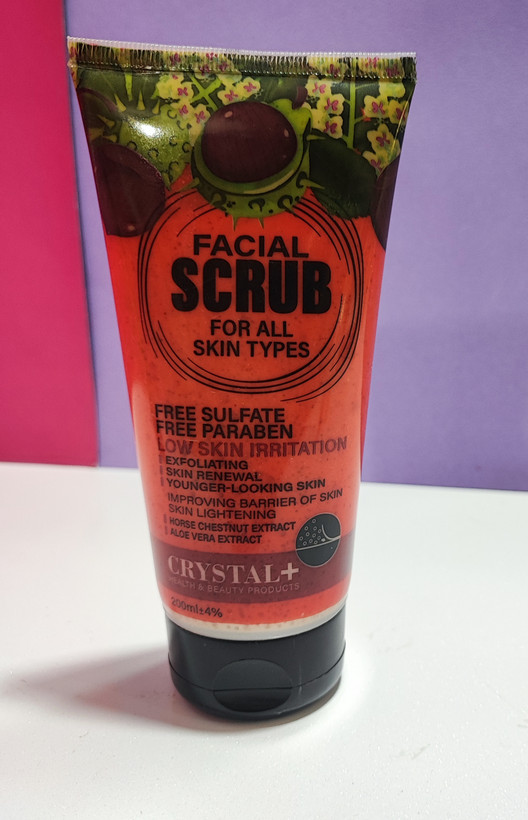 FACIAL
SCRUB
FOR ALL
SKIN TYPES
FREE SULFATE
FREE PARABEN
LOW SKIN IRRITATION
EXFOLIATING
SKIN RENEWAL
YOUNGER-LOOKING SKIN
IMPROVING BARRIER OF SKIN
SKIN LIGHTENING
HORSE CHESTNUT EXTRACT
ALOE VERA EXTRACT
CRYSTAL+
HEALTH & BEAUTY PRODUCTS
200ml±4%